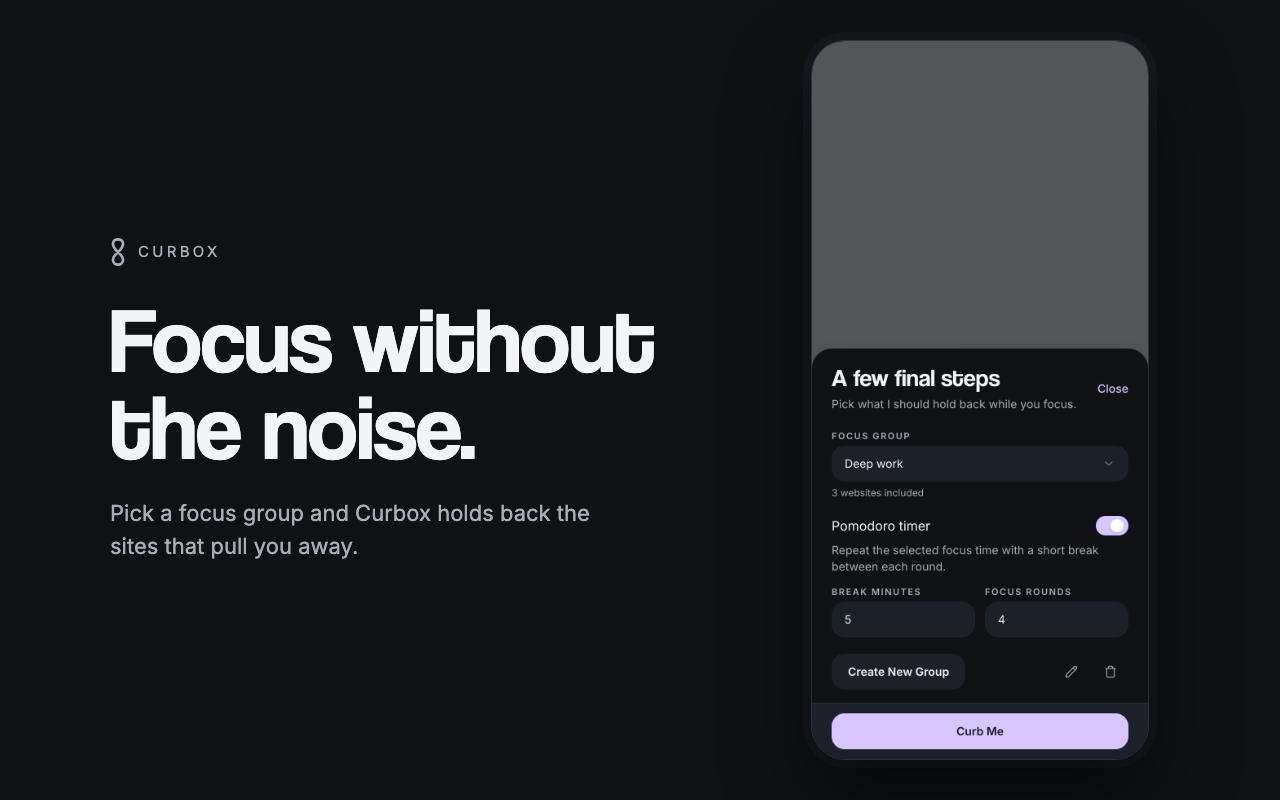 CURBOX
Focus without
the noise.
Pick a focus group and Curbox holds back the
sites that pull you away.
A few final steps
Close
Pick what I should hold back while you focus.
FOCUS GROUP
Deep work
3 websites included
Pomodoro timer
Repeat the selected focus time with a short break
between each round.
BREAK MINUTES
FOCUS ROUNDS
5
4
Create New Group
Curb Me